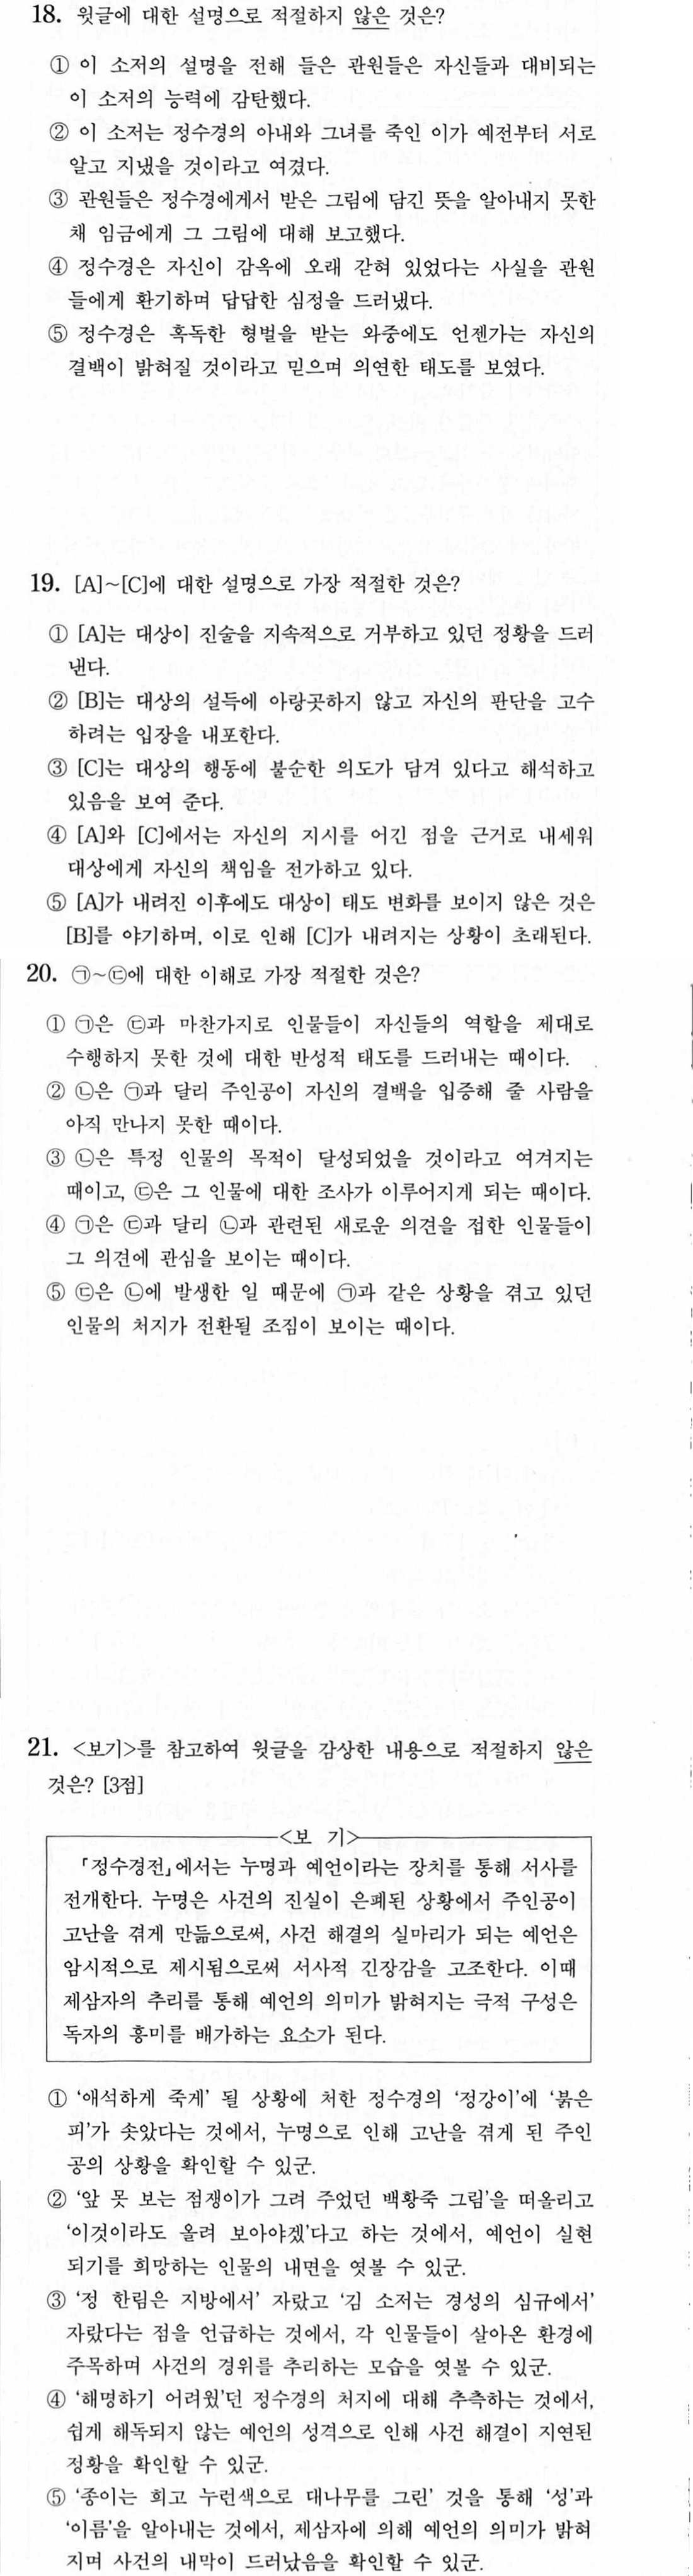 18. 윗글에 대한 설명으로 적절하지 않은 것은?
① 이 소저의 설명을 전해 들은 관원들은 자신들과 대비되는
이 소저의 능력에 감탄했다.
② 이 소저는 정수경의 아내와 그녀를 죽인 이가 예전부터 서로
알고 지냈을 것이라고 여겼다.
③ 관원들은 정수경에게서 받은 그림에 담긴 뜻을 알아내지 못한
채 임금에게 그 그림에 대해 보고했다.
④ 정수경은 자신이 감옥에 오래 갇혀 있었다는 사실을 관원
들에게 환기하며 답답한 심정을 드러냈다.
⑤ 정수경은 혹독한 형벌을 받는 와중에도 언젠가는 자신의
결백이 밝혀질 것이라고 믿으며 의연한 태도를 보였다.
19. [A]~[C]에 대한 설명으로 가장 적절한 것은?
① [A]는 대상이 진술을 지속적으로 거부하고 있던 정황을 드러
낸다.
② [B]는 대상의 설득에 아랑곳하지 않고 자신의 판단을 고수
하려는 입장을 내포한다.
③ [C]는 대상의 행동에 불순한 의도가 담겨 있다고 해석하고
있음을 보여 준다.
④ [A]와 [C]에서는 자신의 지시를 어긴 점을 근거로 내세워
대상에게 자신의 책임을 전가하고 있다.
⑤ [A]가 내려진 이후에도 대상이 태도 변화를 보이지 않은 것은
[B]를 야기하며, 이로 인해 [C]가 내려지는 상황이 초래된다.
20. ㉠~㉢에 대한 이해로 가장 적절한 것은?
① ㉠은 ㉢과 마찬가지로 인물들이 자신들의 역할을 제대로
수행하지 못한 것에 대한 반성적 태도를 드러내는 때이다.
② ㉡은 ㉠과 달리 주인공이 자신의 결백을 입증해 줄 사람을
아직 만나지 못한 때이다.
③ ㉡은 특정 인물의 목적이 달성되었을 것이라고 여겨지는
때이고, ㉢은 그 인물에 대한 조사가 이루어지게 되는 때이다.
④ ㉠은 ㉢과 달리 ㉡과 관련된 새로운 의견을 접한 인물들이
그 의견에 관심을 보이는 때이다.
⑤ ㉢은 ㉡에 발생한 일 때문에 ㉠과 같은 상황을 겪고 있던
인물의 처지가 전환될 조짐이 보이는 때이다.
21. <보기>를 참고하여 윗글을 감상한 내용으로 적절하지 않은
것은? [3점]
<보 기>
「정수경전」에서는 누명과 예언이라는 장치를 통해 서사를
전개한다. 누명은 사건의 진실이 은폐된 상황에서 주인공이
고난을 겪게 만듦으로써, 사건 해결의 실마리가 되는 예언은
암시적으로 제시됨으로써 서사적 긴장감을 고조한다. 이때
제삼자의 추리를 통해 예언의 의미가 밝혀지는 극적 구성은
독자의 흥미를 배가하는 요소가 된다.
① '애석하게 죽게' 될 상황에 처한 정수경의 '정강이'에 '붉은
피'가 솟았다는 것에서, 누명으로 인해 고난을 겪게 된 주인
공의 상황을 확인할 수 있군.
② '앞 못 보는 점쟁이가 그려 주었던 백황죽 그림'을 떠올리고
'이것이라도 올려 보아야겠'다고 하는 것에서, 예언이 실현
되기를 희망하는 인물의 내면을 엿볼 수 있군.
③ '정 한림은 지방에서' 자랐고 '김 소저는 경성의 심규에서'
자랐다는 점을 언급하는 것에서, 각 인물들이 살아온 환경에
주목하며 사건의 경위를 추리하는 모습을 엿볼 수 있군.
④ '해명하기 어려웠'던 정수경의 처지에 대해 추측하는 것에서,
쉽게 해독되지 않는 예언의 성격으로 인해 사건 해결이 지연된
정황을 확인할 수 있군.
⑤ '종이는 희고 누런색으로 대나무를 그린' 것을 통해 '성'과
'이름'을 알아내는 것에서, 제삼자에 의해 예언의 의미가 밝혀
지며 사건의 내막이 드러났음을 확인할 수 있군.